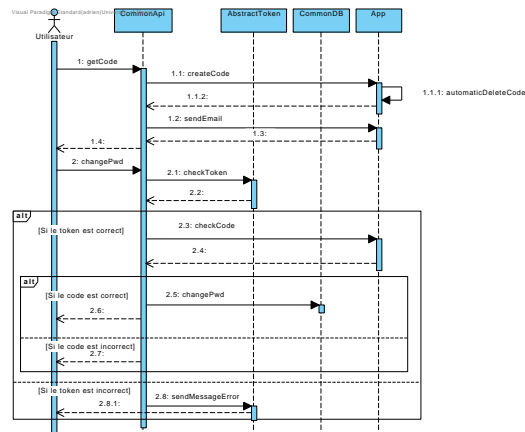 Visual Paradigm Standard(adrien(Univ
CommonApi
AbstractToken
CommonDB
App
Utilisateur
1: getCode
1.1: createCode
1.1.1: automaticDeleteCode
1.1.2:
1.2: sendEmail
1.3:
1.4:
2: changePwd
2.1: checkToken
2.2:
alt
[Si le token est correct]
2.3: checkCode
2.4:
alt
[Si le code est correct]
2.5: changePwd
2.6:
[Si le code est incorrect]
2.7:
[Si le token est incorrect]
2.8: sendMessageError
2.8.1: